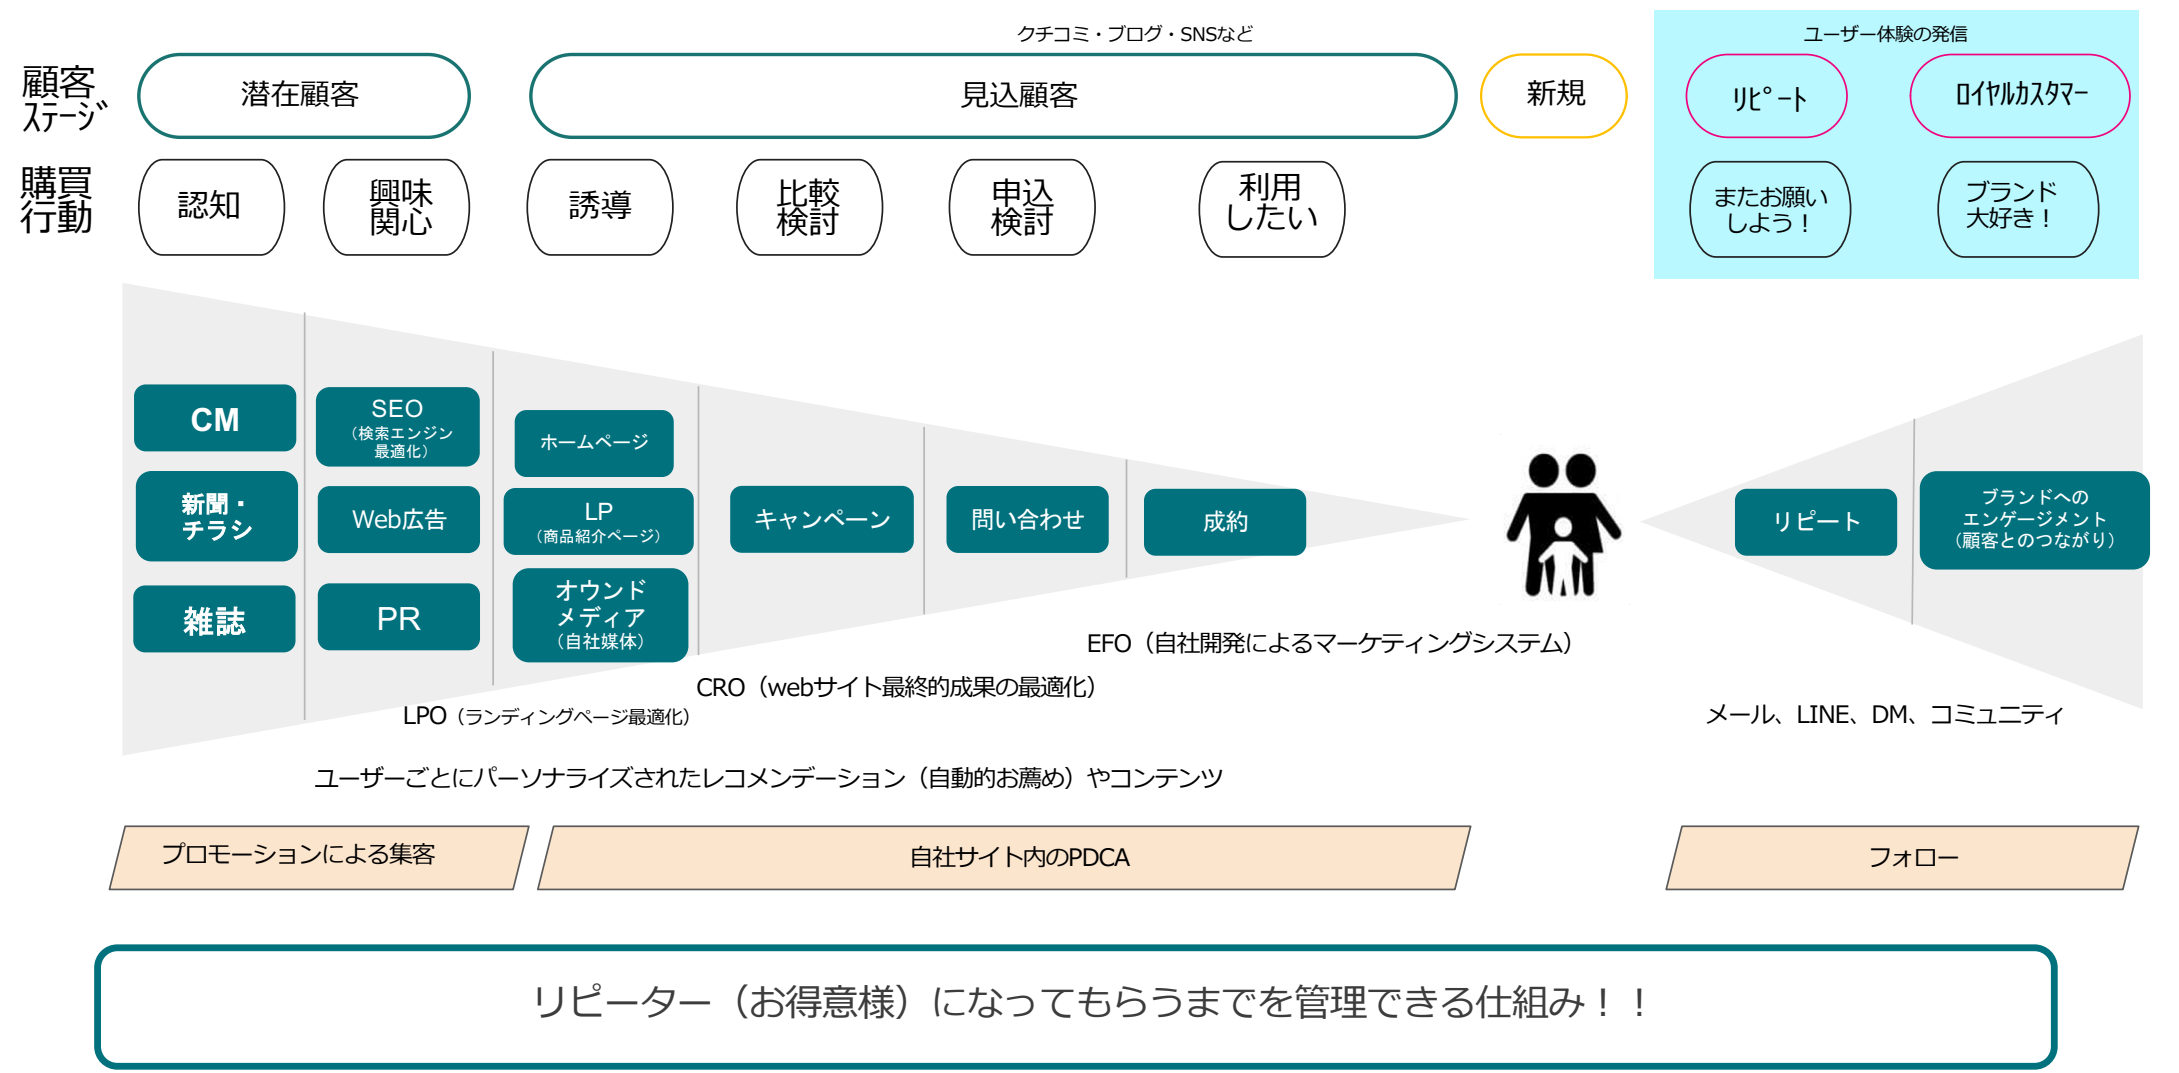 クチコミ・ブログ・SNSなど
ユーザー体験の発信
顧客
ｽﾃｰｼﾞ
潜在顧客
見込顧客
新規
ﾘﾋﾟｰﾄ
ﾛｲﾔﾙｶｽﾀﾏｰ
購買
行動
認知
興味
関心
誘導
比較
検討
申込
検討
利用
したい
またお願い
しよう！
ブランド
大好き！
CM
新聞・
チラシ
雑誌
SEO
（検索エンジン
最適化）
Web広告
PR
ホームページ
LP
（商品紹介ページ）
オウンド
メディア
（自社媒体）
キャンペーン
問い合わせ
成約
リピート
ブランドへの
エンゲージメント
（顧客とのつながり）
EFO（自社開発によるマーケティングシステム）
CRO（webサイト最終的成果の最適化）
LPO（ランディングページ最適化）
メール、LINE、DM、コミュニティ
ユーザーごとにパーソナライズされたレコメンデーション（自動的お薦め）やコンテンツ
プロモーションによる集客
自社サイト内のPDCA
フォロー
リピーター（お得意様）になってもらうまでを管理できる仕組み！！